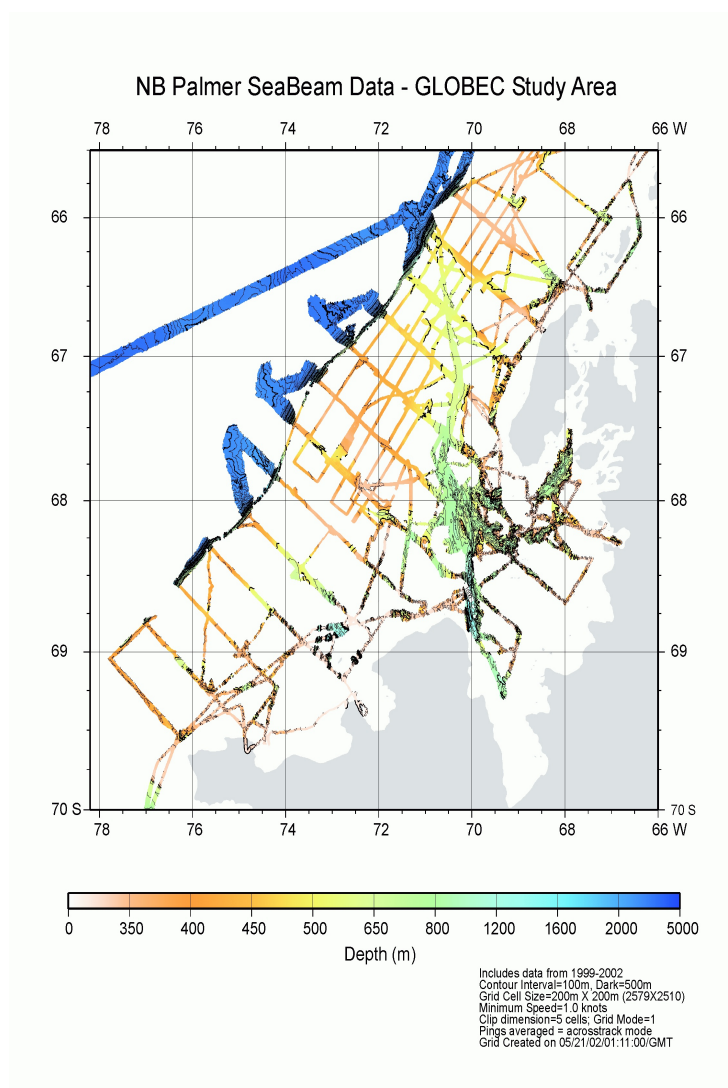 NB Palmer SeaBeam Data - GLOBEC Study Area
78 76 74 72 70 68 66 W
66 66
67 67
68 68
69 69
70 S 70 S
78 76 74 72 70 68 66 W
0 350 400 450 500 650 800 1200 1600 2000 5000
Depth (m)
Includes data from 1999-2002
Contour Interval=100m, Dark=500m
Grid Cell Size=200m X 200m (2579X2510)
Minimum Speed=1.0 knots
Clip dimension=5 cells; Grid Mode=1
Pings averaged = acrosstrack mode
Grid Created on 05/21/02/01:11:00/GMT